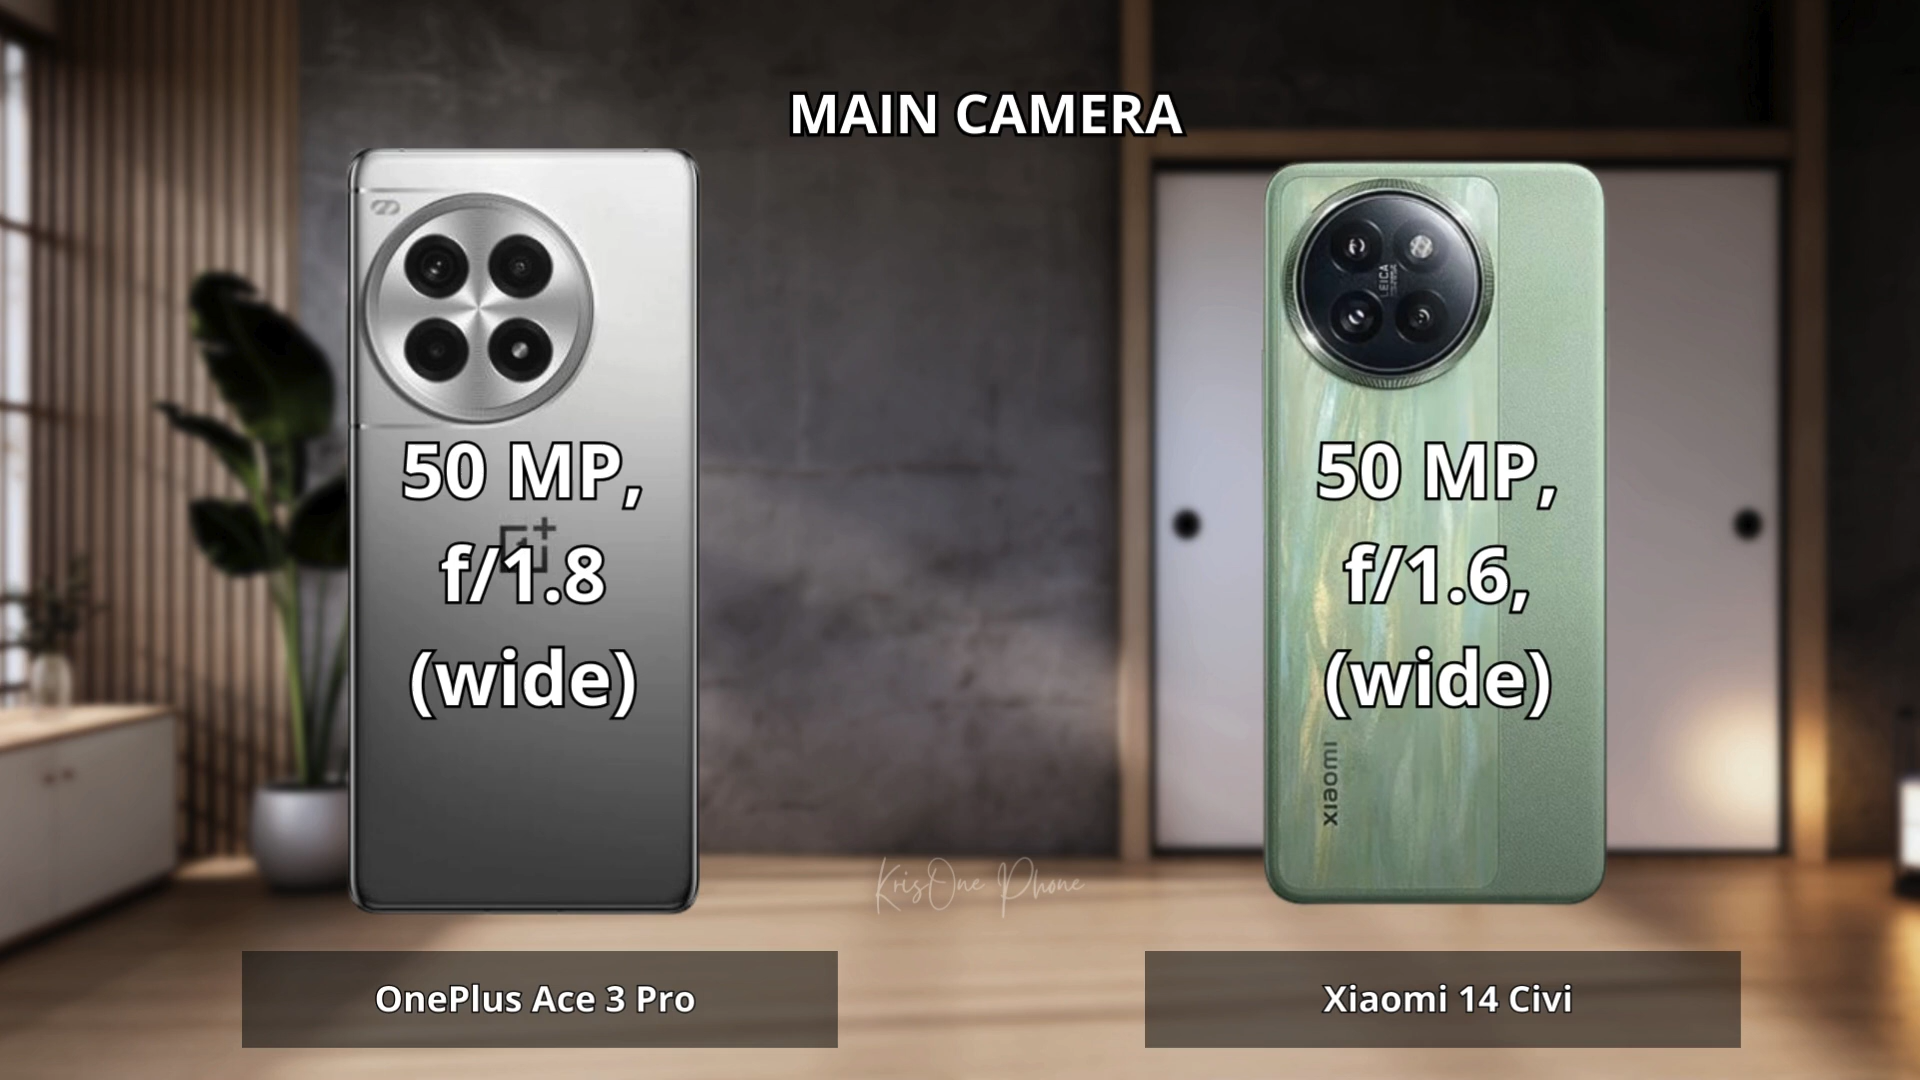 MAIN CAMERA
50 MP,
f/1.8
(wide)
LEICA
50 MP,
f/1.6,
(wide)
xiaomi
KrisOne Phone
OnePlus Ace 3 Pro
Xiaomi 14 Civi